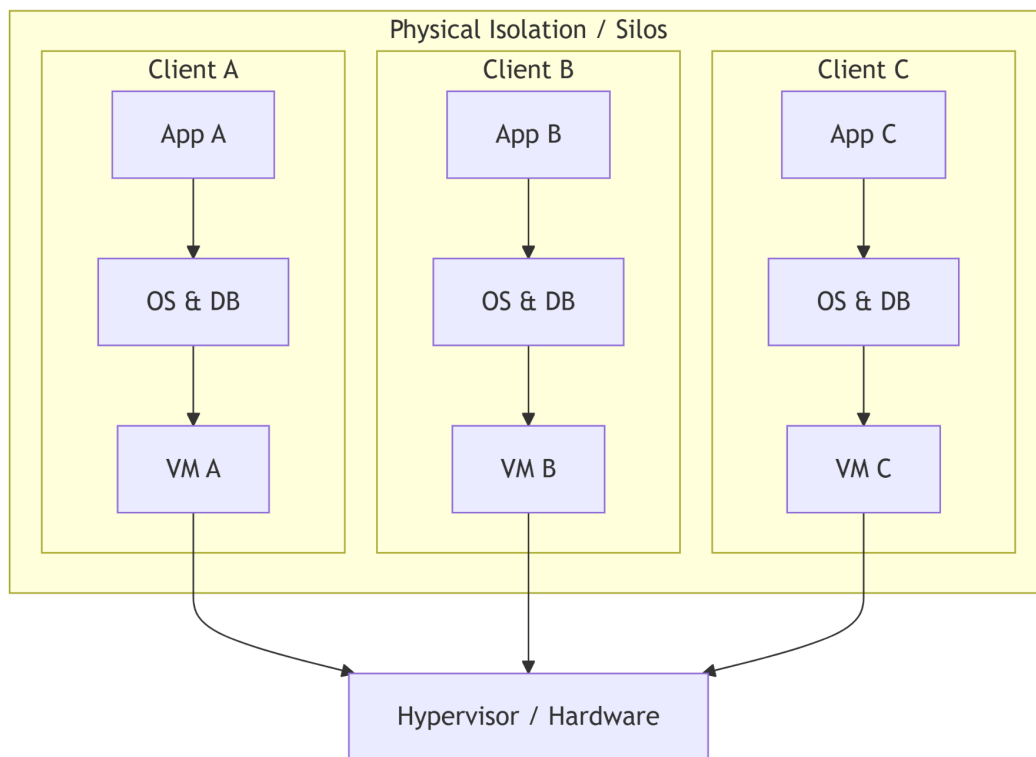 Physical Isolation / Silos
Client A
Client B
Client C
App A
App B
App C
OS & DB
OS & DB
OS & DB
VM A
VM B
VM C
Hypervisor / Hardware